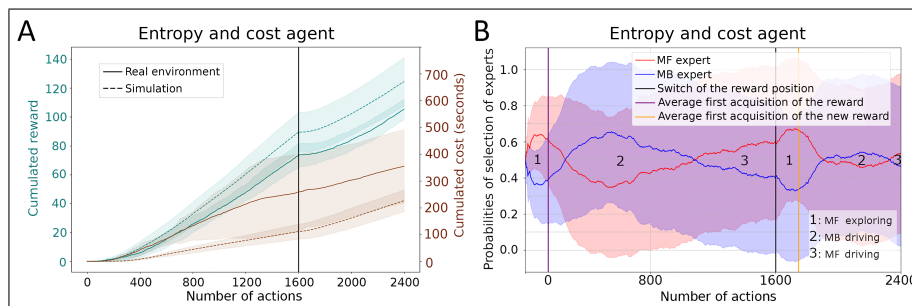 A
Entropy and cost agent
140
120
100
80
60
40
20
0
Cumulated reward
Real environment
Simulation
700
600
500
400
300
200
100
0
Cumulated cost (seconds)
0 400 800 1200 1600 2000 2400
Number of actions
B
Entropy and cost agent
1.0
0.8
0.6
0.4
0.2
0.0
Probabilities of selection of experts
MF expert
MB expert
Switch of the reward position
Average first acquisition of the reward
Average first acquisition of the new reward
1 2 3 1 2 3
1: MF exploring
2: MB driving
3: MF driving
0 800 1600 2400
Number of actions